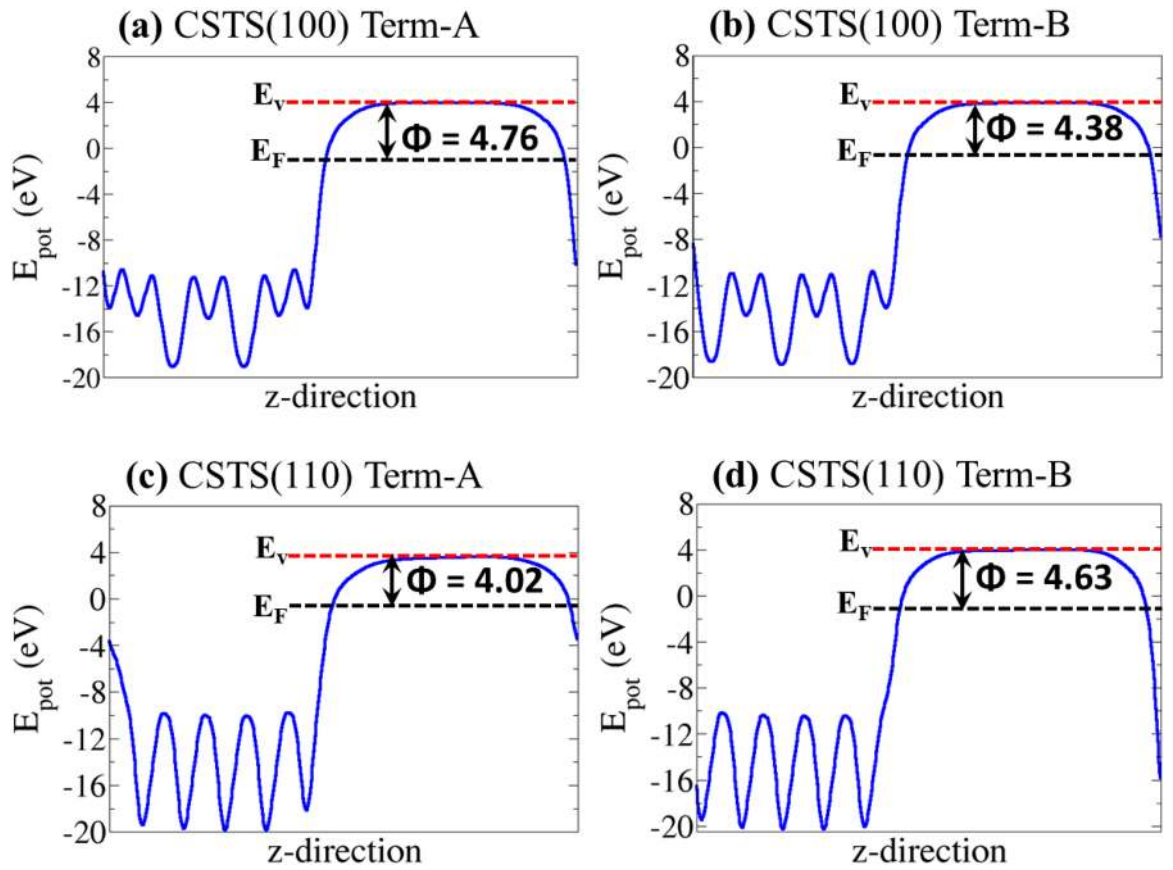 (a) CSTS(100) Term-A
8
4
0
-4
-8
-12
-16
-20
E_pot (eV)
E_v
Φ = 4.76
E_F
z-direction
(b) CSTS(100) Term-B
8
4
0
-4
-8
-12
-16
-20
E_pot (eV)
E_v
Φ = 4.38
E_F
z-direction
(c) CSTS(110) Term-A
8
4
0
-4
-8
-12
-16
-20
E_pot (eV)
E_v
Φ = 4.02
E_F
z-direction
(d) CSTS(110) Term-B
8
4
0
-4
-8
-12
-16
-20
E_pot (eV)
E_v
Φ = 4.63
E_F
z-direction